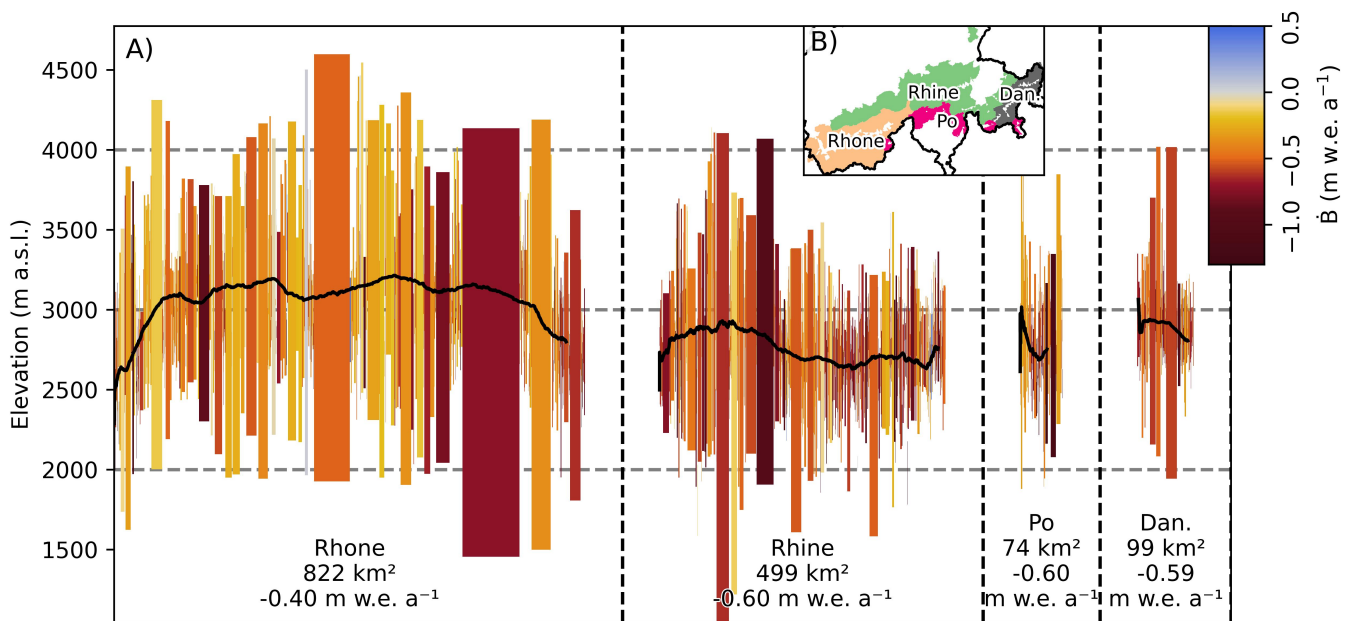 A)
B)
Rhine
Dan.
Po
Rhone
4500
4000
3500
3000
2500
2000
1500
Elevation (m a.s.l.)
Rhone
822 km²
-0.40 m w.e. a⁻¹
Rhine
499 km²
-0.60 m w.e. a⁻¹
Po
74 km²
-0.60
m w.e. a⁻¹
Dan.
99 km²
-0.59
m w.e. a⁻¹
0.5
0.0
−0.5
−1.0
Ḃ (m w.e. a⁻¹)